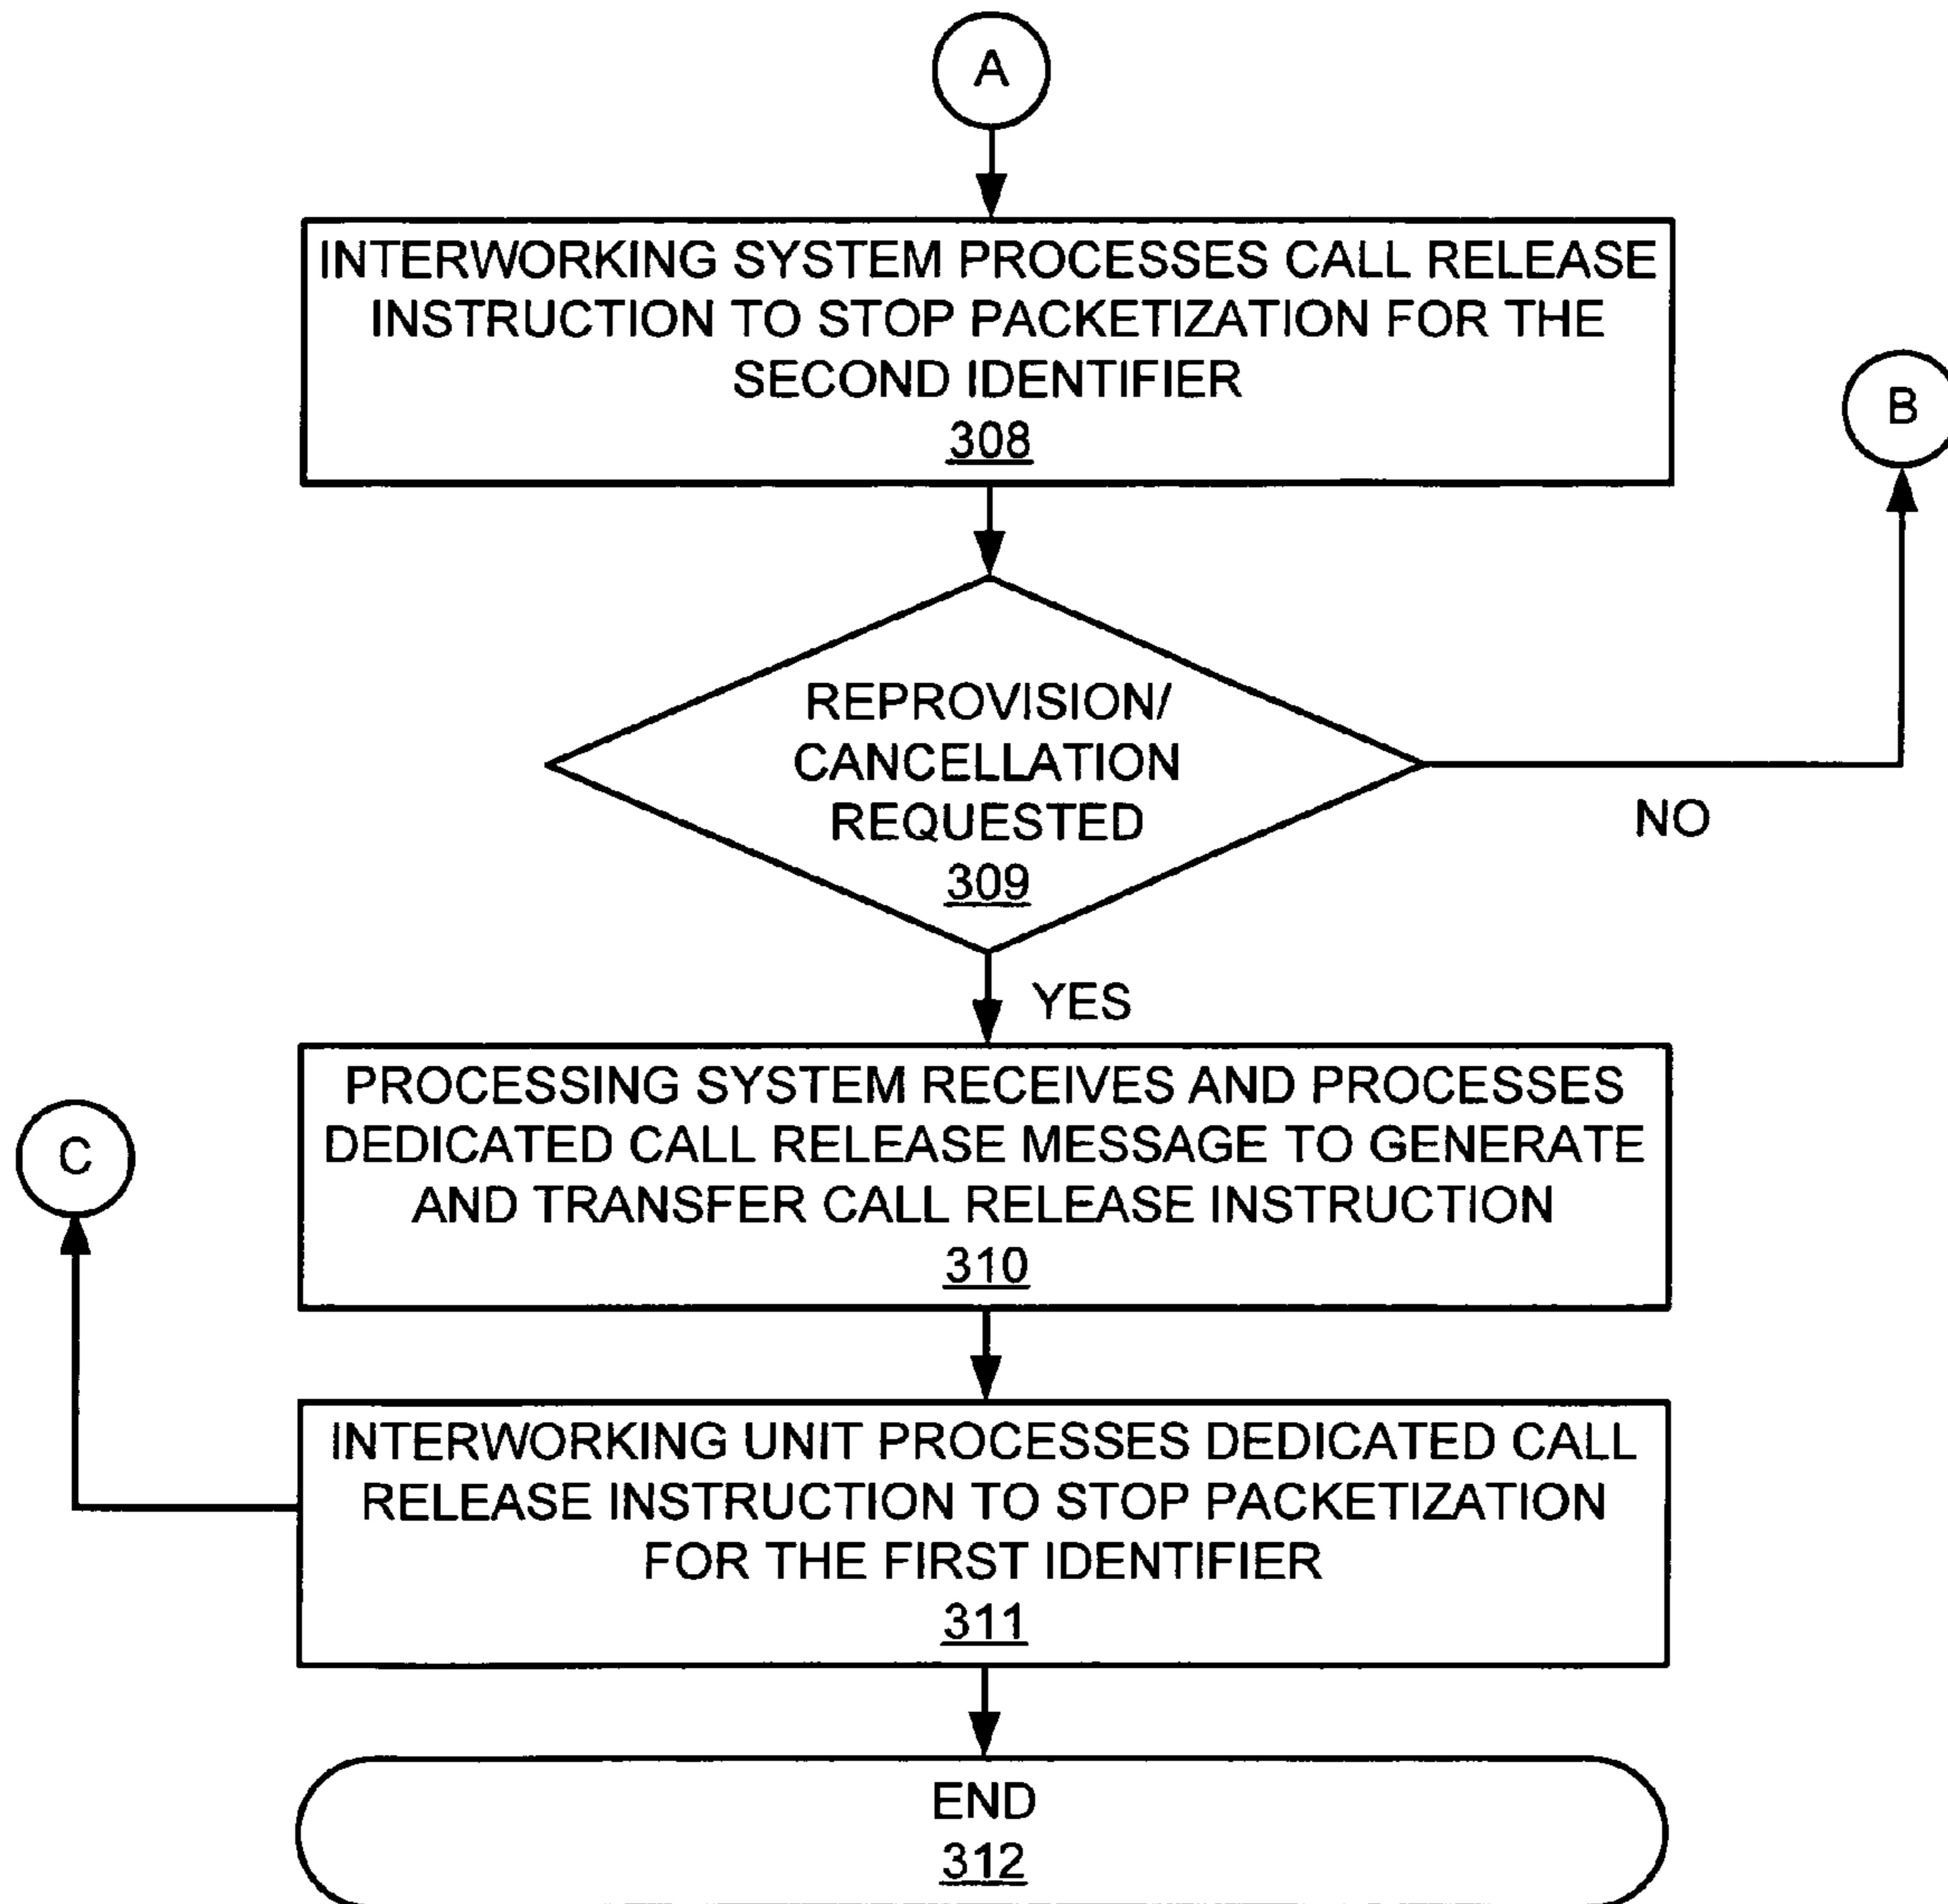 A
INTERWORKING SYSTEM PROCESSES CALL RELEASE
INSTRUCTION TO STOP PACKETIZATION FOR THE
SECOND IDENTIFIER
308
B
REPROVISION/
CANCELLATION
REQUESTED
309
NO
YES
PROCESSING SYSTEM RECEIVES AND PROCESSES
DEDICATED CALL RELEASE MESSAGE TO GENERATE
AND TRANSFER CALL RELEASE INSTRUCTION
310
C
INTERWORKING UNIT PROCESSES DEDICATED CALL
RELEASE INSTRUCTION TO STOP PACKETIZATION
FOR THE FIRST IDENTIFIER
311
END
312